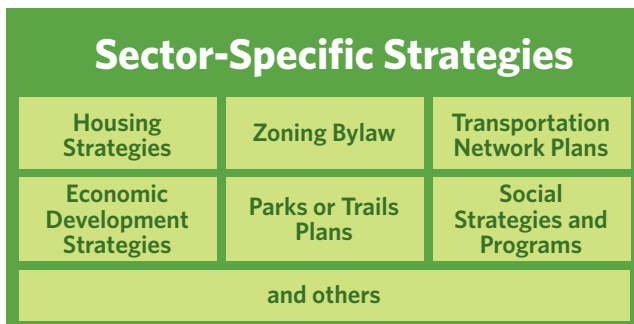 Sector-Specific Strategies
Housing
Strategies
Zoning Bylaw
Transportation
Network Plans
Economic
Development
Strategies
Parks or Trails
Plans
Social
Strategies and
Programs
and others